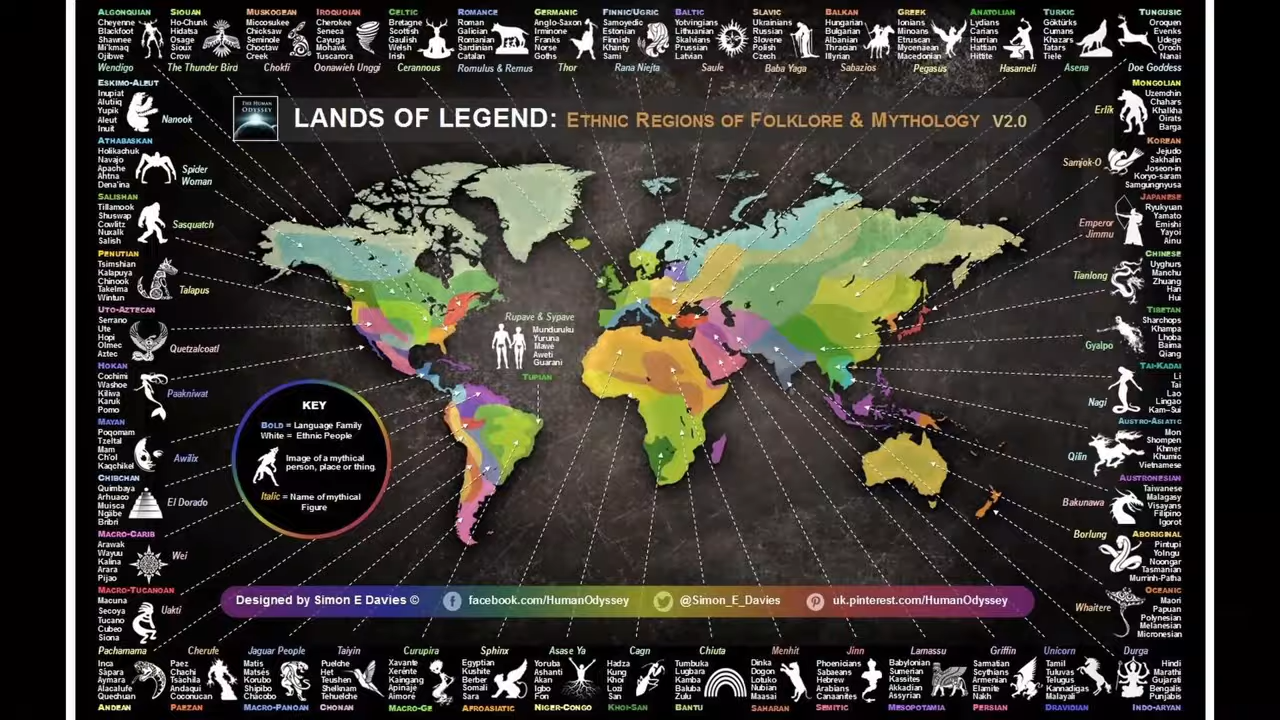 ALGONQUIAN
Cheyenne
Blackfoot
Shawnee
Mi'kmaq
Ojibwe
Wendigo
SIOUAN
Ho-Chunk
Hidatsa
Osage
Sioux
Crow
The Thunder Bird
MUSKOGEAN
Miccosukee
Chicksaw
Seminole
Choctaw
Creek
Chokfi
IROQUOIAN
Cherokee
Seneca
Cayuga
Mohawk
Tuscarora
Oonawieh Unggi
CELTIC
Bretagne
Scottish
Gaulish
Welsh
Irish
Cerannous
ROMANCE
Roman
Galician
Romanian
Sardinian
Catalan
Romulus & Remus
GERMANIC
Anglo-Saxon
Irminone
Franks
Norse
Goths
Thor
FINNIC/UGRIC
Samoyedic
Estonian
Finnish
Khanty
Sami
Rana Niejta
BALTIC
Yotvingians
Lithuanian
Skalvians
Prussian
Latvian
Saule
SLAVIC
Ukrainians
Russian
Slovene
Polish
Czech
Baba Yaga
BALKAN
Hungarian
Bulgarian
Albanian
Thracian
Illyrian
Sabazios
GREEK
Ionians
Minoans
Etruscan
Mycenaean
Macedonian
Pegasus
ANATOLIAN
Lydians
Carians
Hurrian
Hattian
Hittite
Hasameli
TURKIC
Göktürks
Cumans
Khazars
Tatars
Tiele
Asena
TUNGUSIC
Oroquen
Evenks
Udege
Oroch
Nanai
Doe Goddess
ESKIMO-ALEUT
Inupiat
Alutiiq
Yupik
Aleut
Inuit
Nanook
ATHABASKAN
Holikachuk
Navajo
Apache
Ahtna
Dena'ina
Spider
Woman
SALISHAN
Tillamook
Shuswap
Cowlitz
Nuxalk
Salish
Sasquatch
PENUTIAN
Tsimshian
Kalapuya
Chinook
Takelma
Wintun
Talapus
UTO-AZTECAN
Serrano
Ute
Hopi
Olmec
Aztec
Quetzalcoatl
HOKAN
Cochimi
Washoe
Kiliwa
Karuk
Pomo
Paakniwat
MAYAN
Poqomam
Tzeltal
Mam
Ch'ol
Kaqchikel
Awilix
CHIBCHAN
Quimbaya
Arhuaco
Muisca
Ngäbe
Bribri
El Dorado
MACRO-CARIB
Arawak
Wayuu
Kalina
Arara
Pijao
Wei
MACRO-TUCANOAN
Macuna
Secoya
Tucano
Cubeo
Siona
Uakti
THE HUMAN
ODYSSEY
LANDS OF LEGEND: ETHNIC REGIONS OF FOLKLORE & MYTHOLOGY V2.0
Rupave & Sypave
Munduruku
Yuruna
Mawé
Aweti
Guarani
TUPIAN
KEY
BOLD = Language Family
White = Ethnic People
Image of a mythical
person, place or thing.
Italic = Name of mythical
Figure
MONGOLIAN
Uzemchin
Chahars
Khalkha
Oirats
Barga
Erlik
KOREAN
Jejudo
Sakhalin
Joseon-in
Koryo-saram
Samgungnyusa
Samjok-O
JAPANESE
Ryukyuan
Yamato
Emishi
Yayoi
Ainu
Emperor
Jimmu
CHINESE
Uyghurs
Manchu
Zhuang
Han
Hui
Tianlong
TIBETAN
Sharchops
Khampa
Lhoba
Baima
Qiang
Gyalpo
TAI-KADAI
Li
Tai
Lao
Lingao
Kam-Sui
Nagi
AUSTRO-ASIATIC
Mon
Shompen
Khmer
Khumic
Vietnamese
Qilin
AUSTRONESIAN
Taiwanese
Malagasy
Visayans
Filipino
Igorot
Bakunawa
ABORIGINAL
Pintupi
Yolngu
Noongar
Tasmanian
Murrinh-Patha
Borlung
OCEANIC
Maori
Papuan
Polynesian
Melanesian
Micronesian
Whaitere
Designed by Simon E Davies © facebook.com/HumanOdyssey @Simon_E_Davies uk.pinterest.com/HumanOdyssey
Pachamama
Inca
Sápara
Aymara
Alacalufe
Quechuan
ANDEAN
Cherufe
Paez
Chachi
Tsachila
Andaqui
Coconucan
PAEZAN
Jaguar People
Matis
Matsés
Korubo
Shipibo
Chacobo
MACRO-PANOAN
Taiyin
Puelche
Het
Teushen
Shelknam
Tehuelche
CHONAN
Curupira
Xavante
Xerénte
Kaingang
Apinajé
Aimoré
MACRO-GE
Sphinx
Egyptian
Kushite
Berber
Somali
Sara
AFROASIATIC
Asase Ya
Yoruba
Ashanti
Akan
Igbo
Fon
NIGER-CONGO
Cagn
Hadza
Kung
Khoi
Lozi
San
KHOI-SAN
Chiuta
Tumbuka
Lugbara
Kamba
Baluba
Zulu
BANTU
Menhit
Dinka
Dogon
Lotuko
Nubian
Maasai
SAHARAN
Jinn
Phoenicians
Sabaeans
Hebrew
Arabians
Canaanites
SEMITIC
Lamassu
Babylonian
Sumerian
Kassites
Akkadian
Assyrian
MESOPOTAMIA
Griffin
Sarmatian
Scythians
Armenian
Elamite
Nakh
PERSIAN
Unicorn
Tamil
Tuluvas
Telugus
Kannadigas
Malayali
DRAVIDIAN
Durga
Hindi
Marathi
Gujarati
Bengalis
Punjabis
INDO-ARYAN